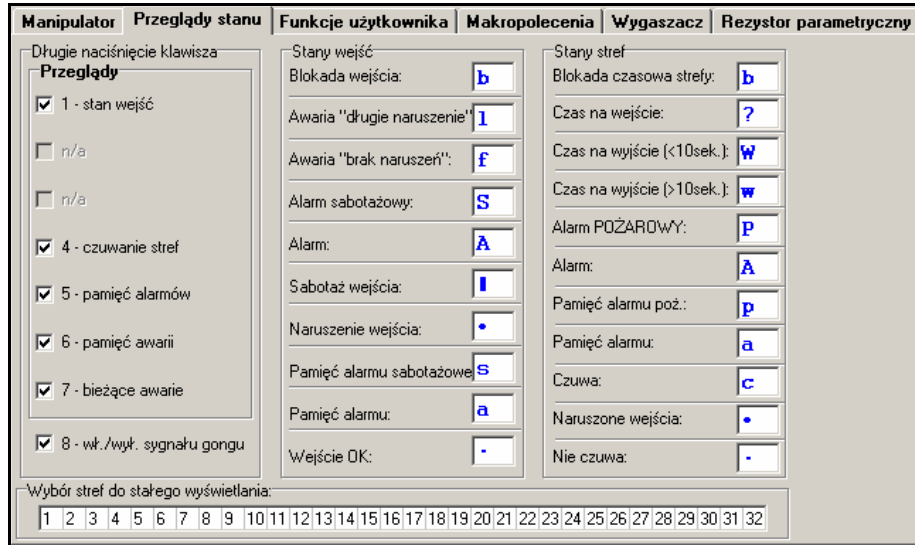 Manipulator Przeglądy stanu Funkcje użytkownika Makropolecenia Wygaszacz Rezystor parametryczny
Długie naciśnięcie klawisza
Przeglądy
1 - stan wejść
n/a
n/a
4 - czuwanie stref
5 - pamięć alarmów
6 - pamięć awarii
7 - bieżące awarie
8 - wł./wył. sygnału gongu
Stany wejść
Blokada wejścia: b
Awaria "długie naruszenie" l
Awaria "brak naruszeń": f
Alarm sabotażowy: S
Alarm: A
Sabotaż wejścia: ▮
Naruszenie wejścia: •
Pamięć alarmu sabotażowe s
Pamięć alarmu: a
Wejście OK: ·
Stany stref
Blokada czasowa strefy: b
Czas na wejście: ?
Czas na wyjście (<10sek.): W
Czas na wyjście (>10sek.): w
Alarm POŻAROWY: P
Alarm: A
Pamięć alarmu poż.: p
Pamięć alarmu: a
Czuwa: c
Naruszone wejścia: •
Nie czuwa: ·
Wybór stref do stałego wyświetlania:
1 2 3 4 5 6 7 8 9 10 11 12 13 14 15 16 17 18 19 20 21 22 23 24 25 26 27 28 29 30 31 32